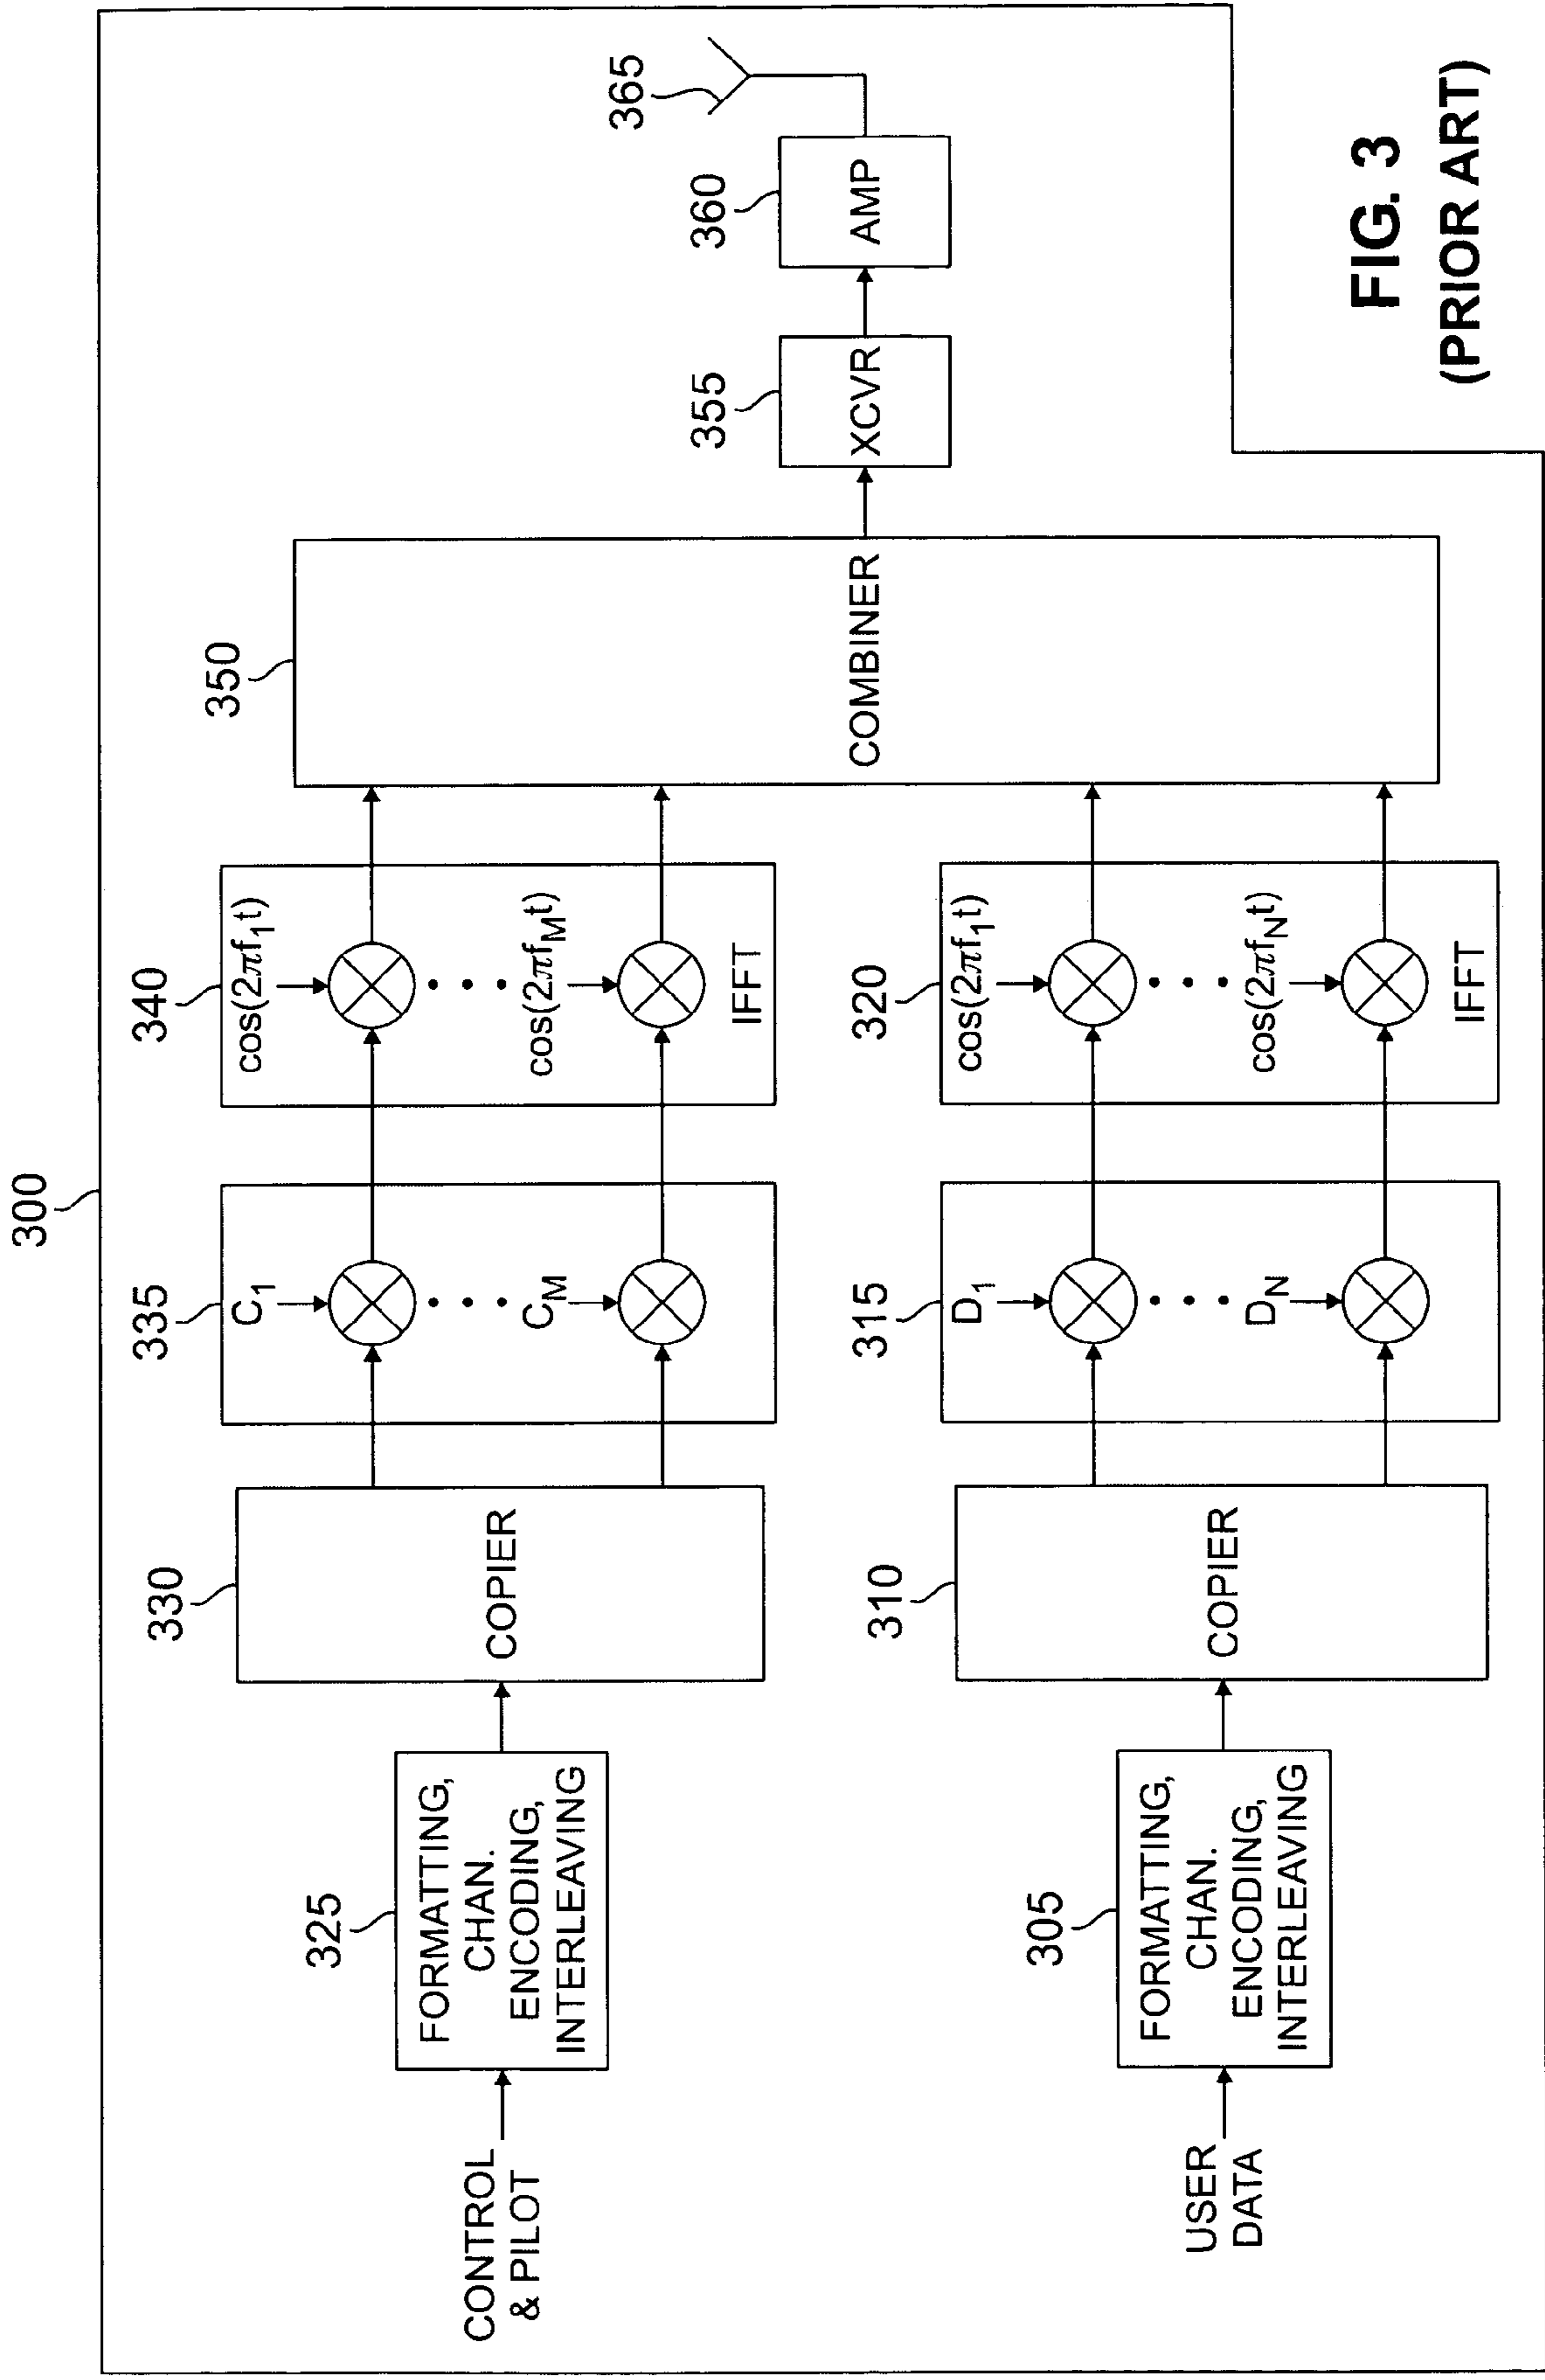 300
CONTROL
& PILOT
325
FORMATTING,
CHAN.
ENCODING,
INTERLEAVING
330
COPIER
335
C1
CM
340
cos(2πf1t)
cos(2πfMt)
IFFT
350
COMBINER
355
XCVR
360
AMP
365
USER
DATA
305
FORMATTING,
CHAN.
ENCODING,
INTERLEAVING
310
COPIER
315
D1
DN
320
cos(2πf1t)
cos(2πfNt)
IFFT
FIG. 3
(PRIOR ART)